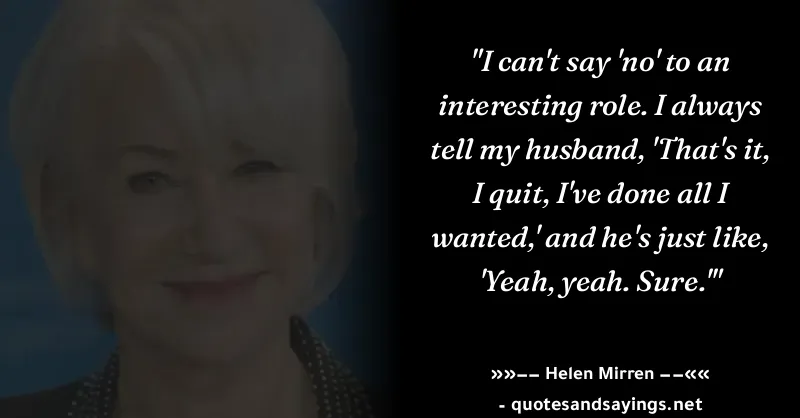 "I can't say 'no' to an
interesting role. I always
tell my husband, 'That's it,
I quit, I've done all I
wanted,' and he's just like,
'Yeah, yeah. Sure.'"
»»−− Helen Mirren −−««
- quotesandsayings.net